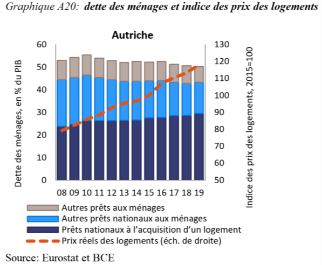 Graphique A20: dette des ménages et indice des prix des logements
Autriche
Dette des ménages, en % du PIB
60
50
40
30
20
10
0
130
120
110
100
90
80
70
60
50
Indice des prix des logements, 2015=100
08 09 10 11 12 13 14 15 16 17 18 19
Autres prêts aux ménages
Autres prêts nationaux aux ménages
Prêts nationaux à l'acquisition d'un logement
Prix réels des logements (éch. de droite)
Source: Eurostat et BCE